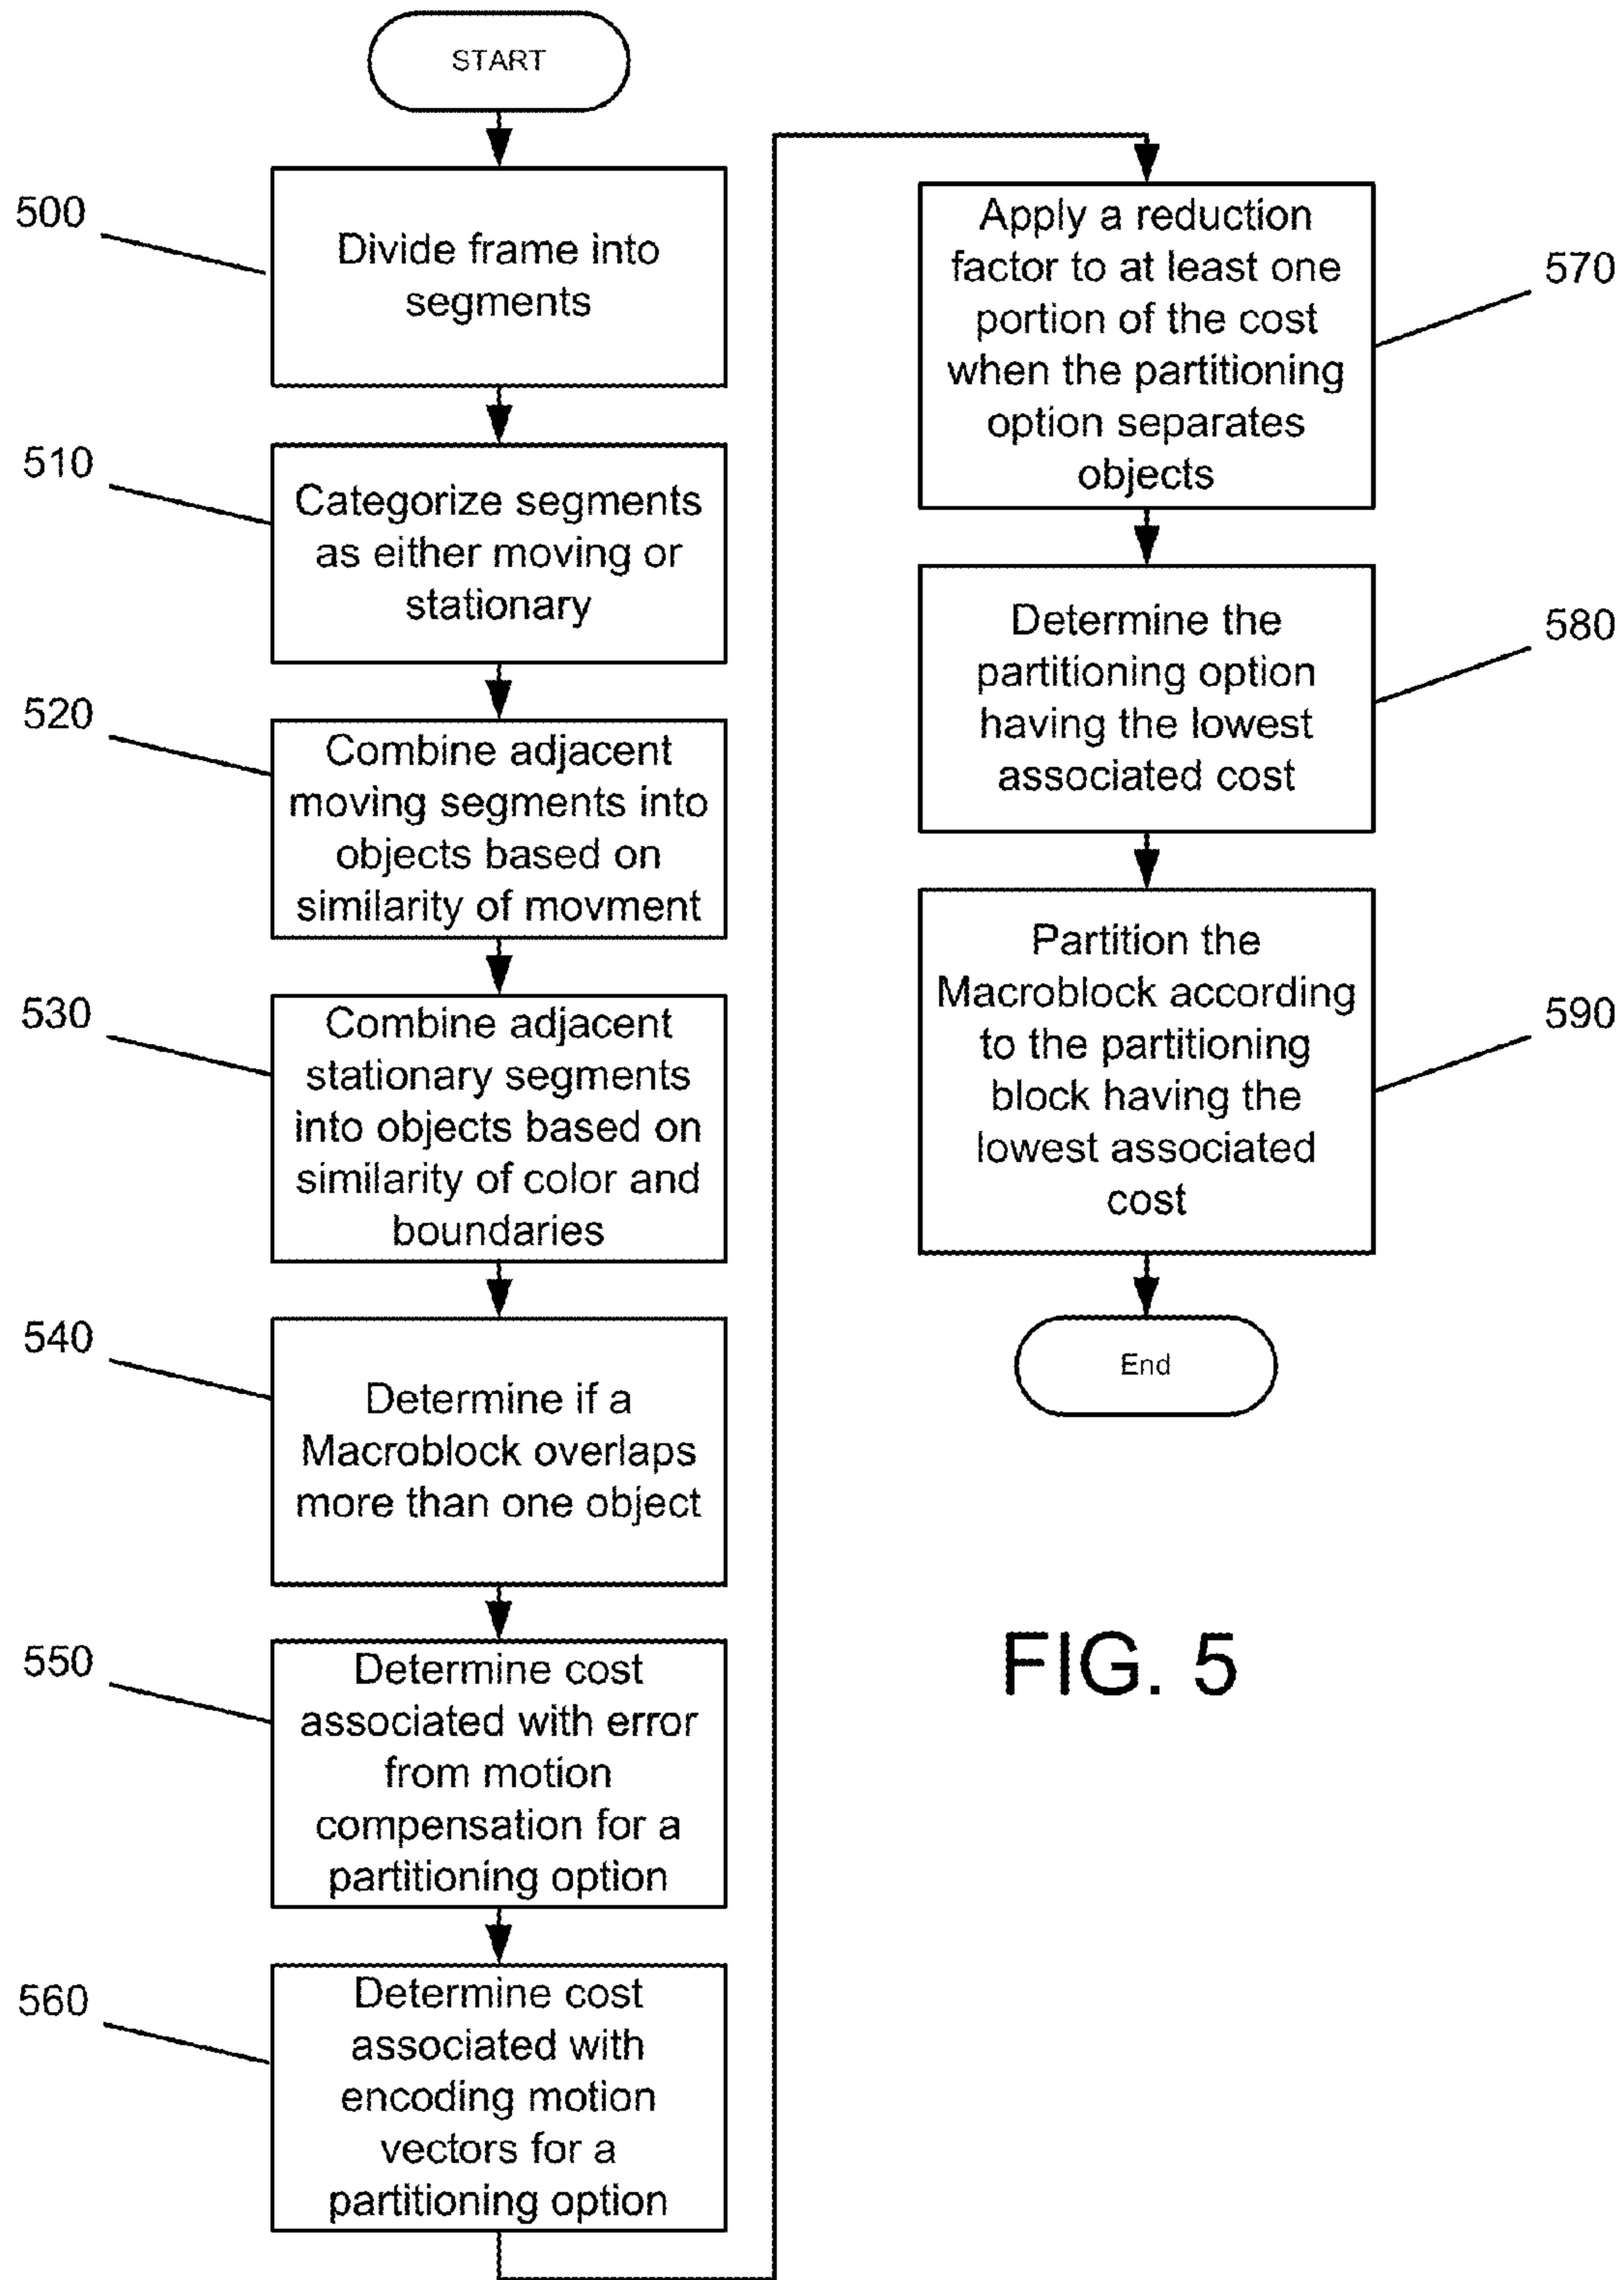 START
500
Divide frame into
segments
510
Categorize segments
as either moving or
stationary
520
Combine adjacent
moving segments into
objects based on
similarity of movment
530
Combine adjacent
stationary segments
into objects based on
similarity of color and
boundaries
540
Determine if a
Macroblock overlaps
more than one object
550
Determine cost
associated with error
from motion
compensation for a
partitioning option
560
Determine cost
associated with
encoding motion
vectors for a
partitioning option
Apply a reduction
factor to at least one
portion of the cost
when the partitioning
option separates
objects
570
Determine the
partitioning option
having the lowest
associated cost
580
Partition the
Macroblock according
to the partitioning
block having the
lowest associated
cost
590
End
FIG. 5